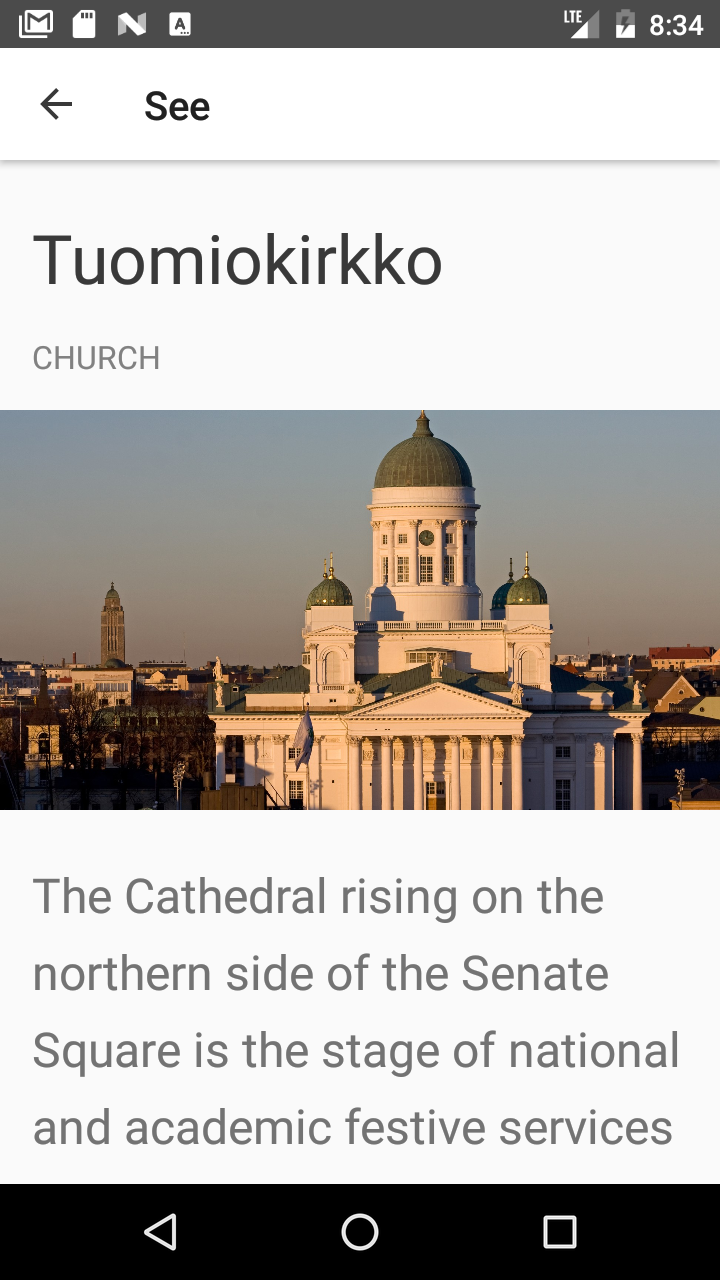 LTE 8:34
See
Tuomiokirkko
CHURCH
The Cathedral rising on the
northern side of the Senate
Square is the stage of national
and academic festive services